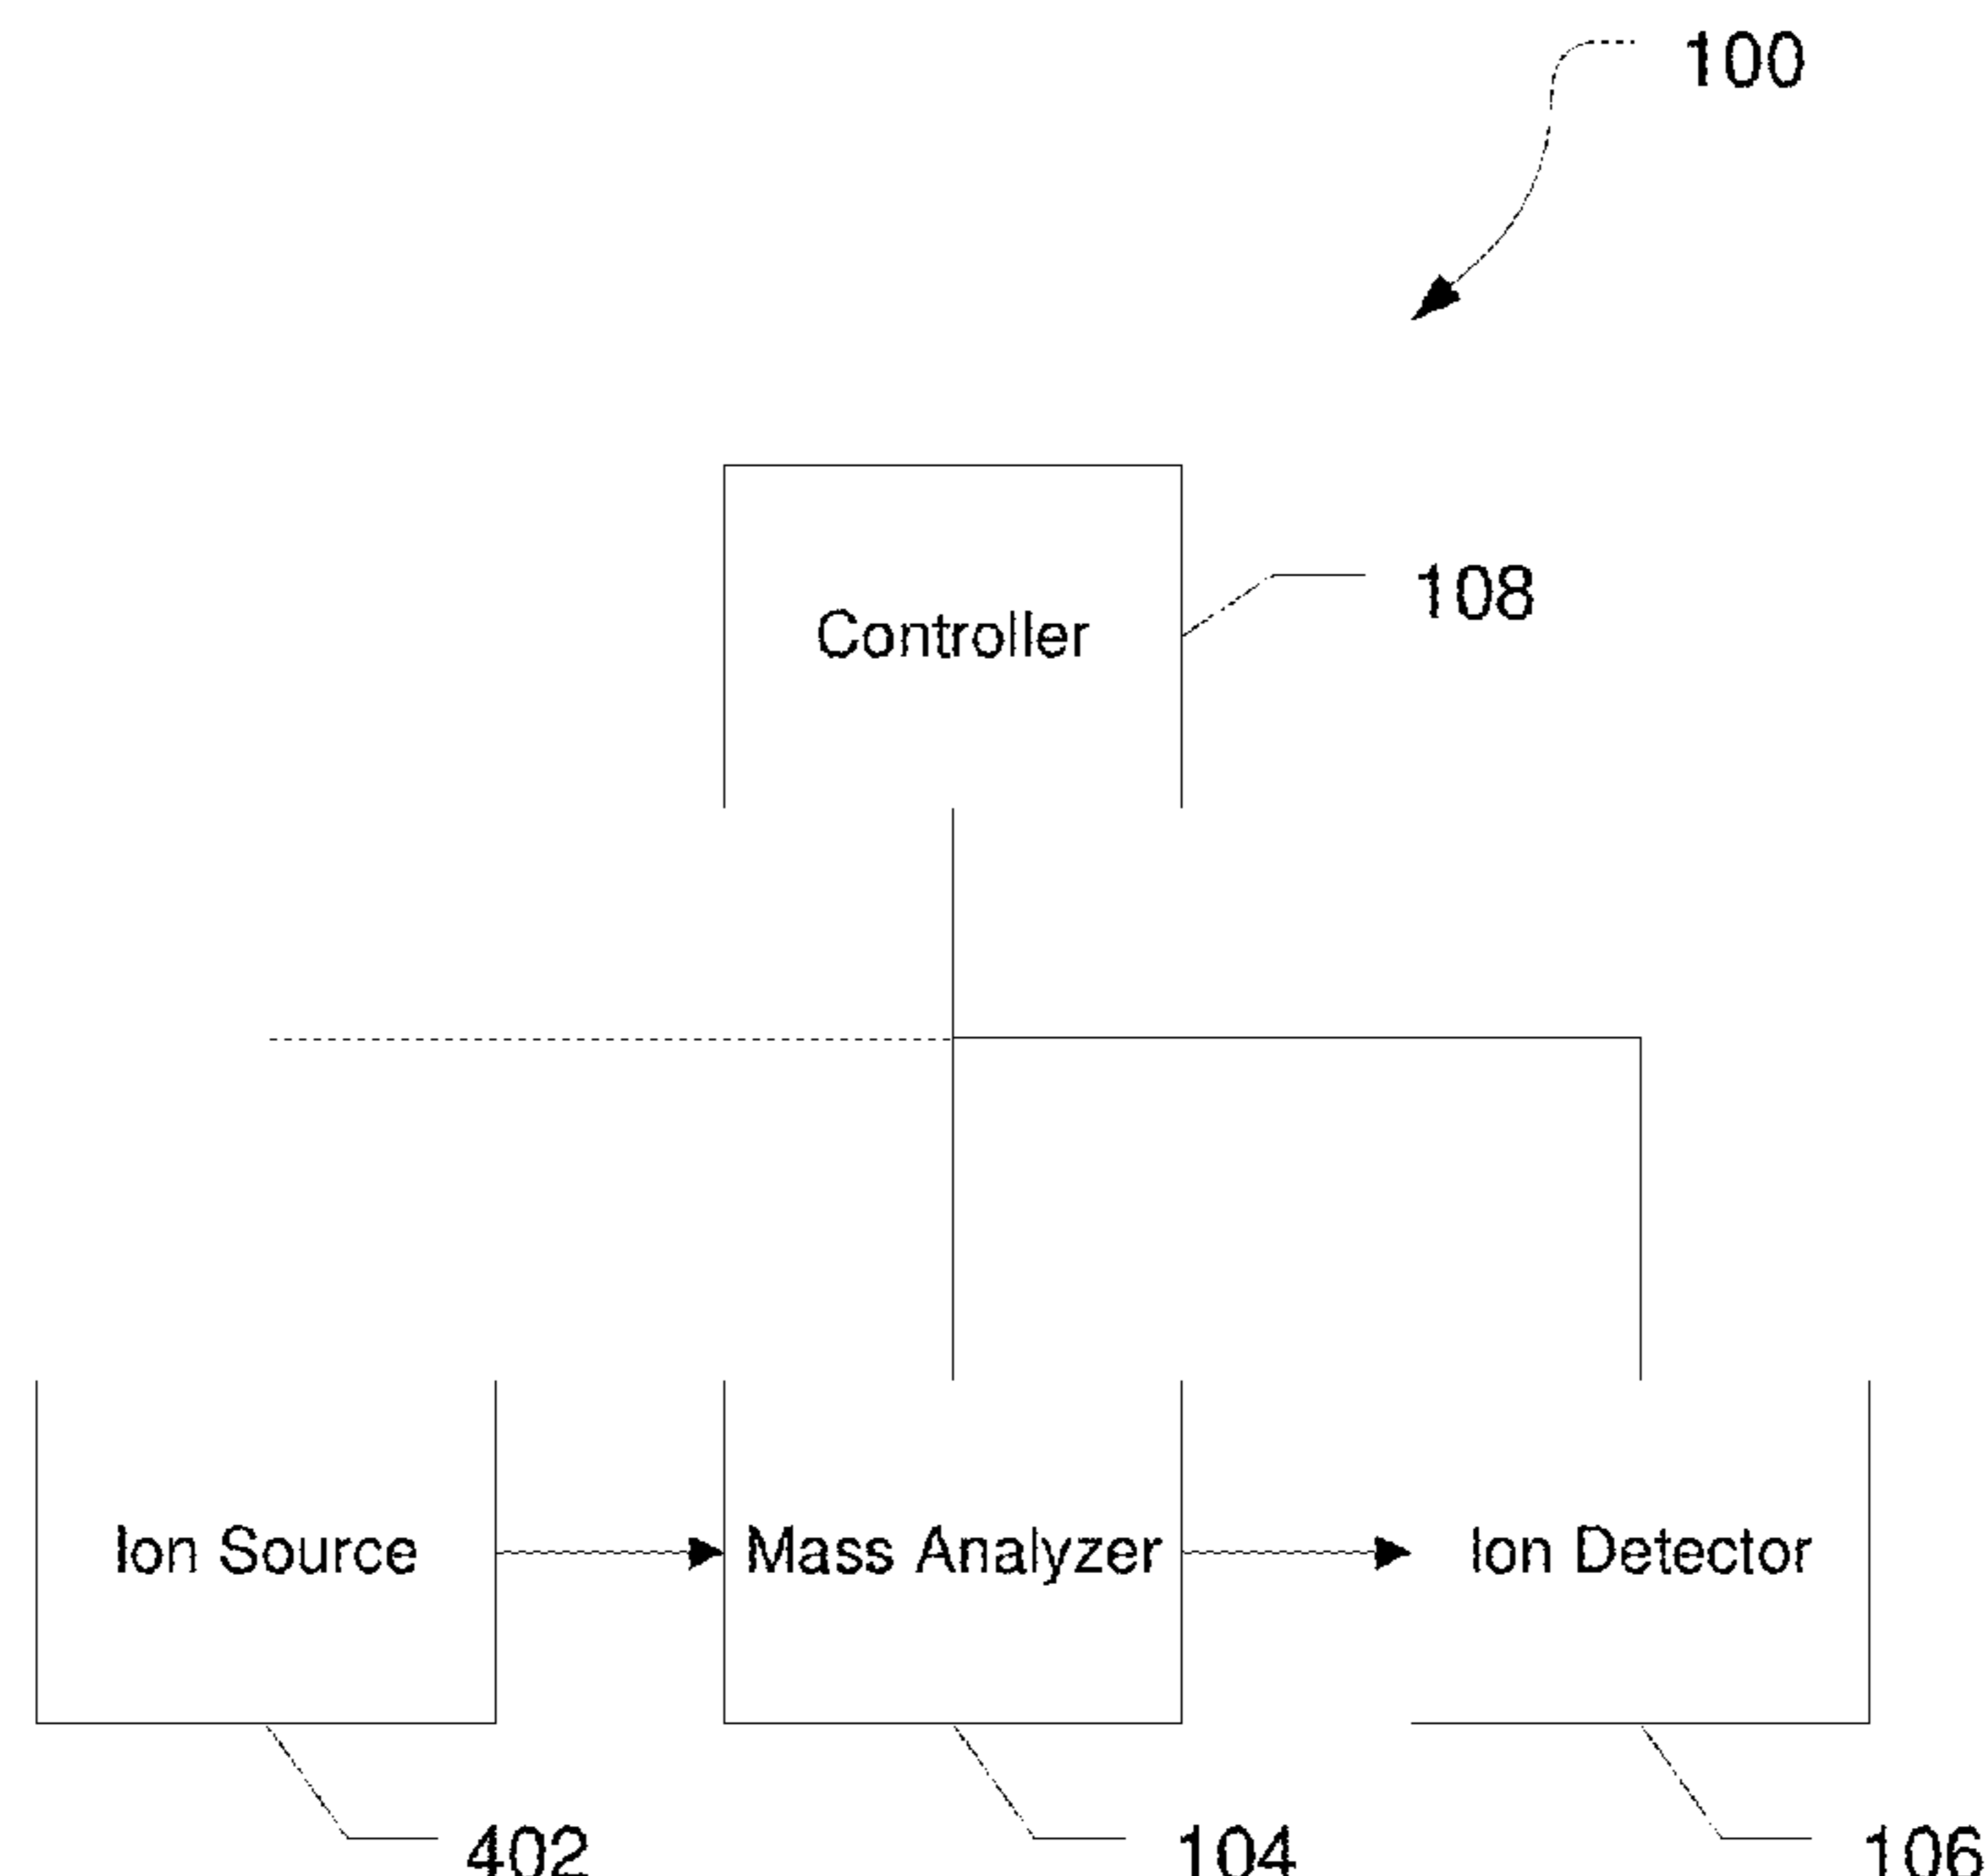 100
108
Controller
Ion Source
Mass Analyzer
Ion Detector
402
104
106